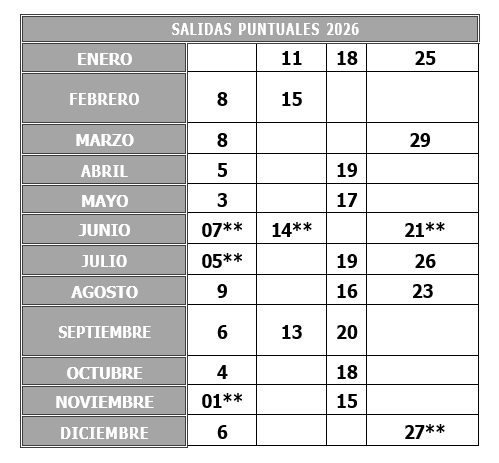 SALIDAS PUNTUALES 2026
ENERO 11 18 25
FEBRERO 8 15
MARZO 8 29
ABRIL 5 19
MAYO 3 17
JUNIO 07** 14** 21**
JULIO 05** 19 26
AGOSTO 9 16 23
SEPTIEMBRE 6 13 20
OCTUBRE 4 18
NOVIEMBRE 01** 15
DICIEMBRE 6 27**